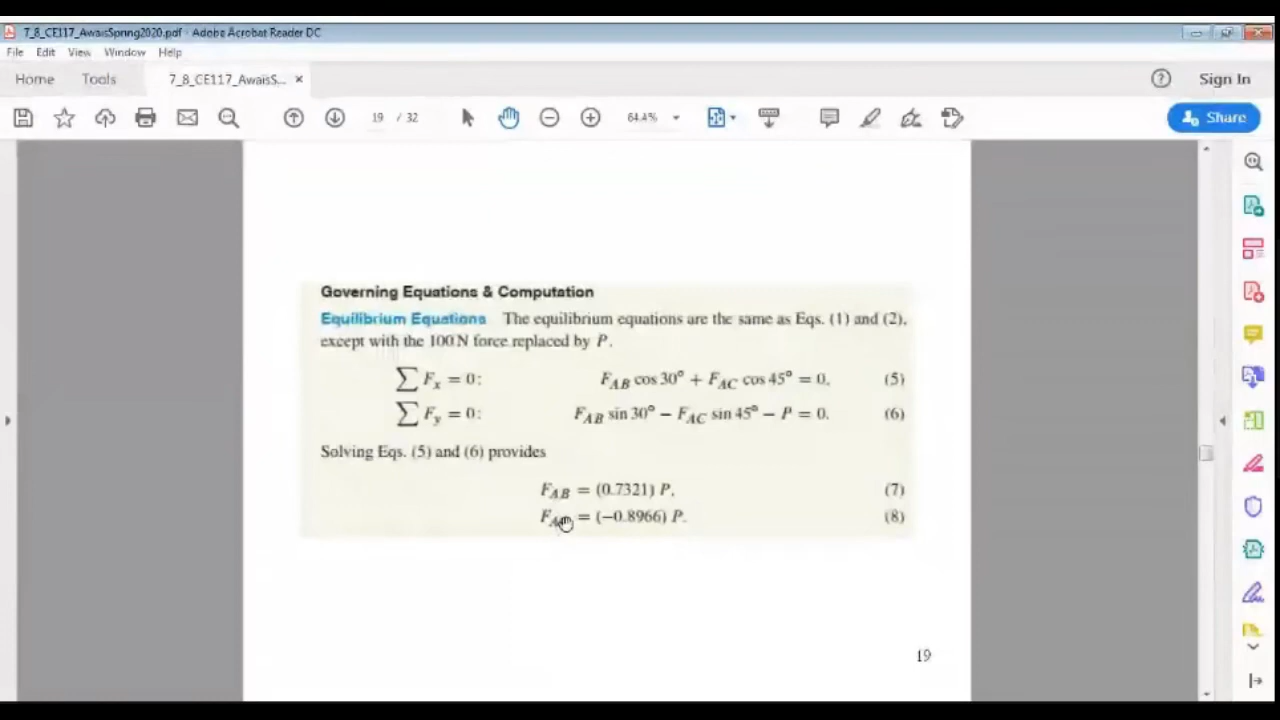 7_8_CE117_AwaisSpring2020.pdf - Adobe Acrobat Reader DC
File Edit View Window Help
Home Tools 7_8_CE117_AwaisS... ×
Sign In
19 / 32
64.4%
Share
Governing Equations & Computation
Equilibrium Equations The equilibrium equations are the same as Eqs. (1) and (2),
except with the 100 N force replaced by P.
∑ Fx = 0: FAB cos 30° + FAC cos 45° = 0, (5)
∑ Fy = 0: FAB sin 30° − FAC sin 45° − P = 0. (6)
Solving Eqs. (5) and (6) provides
FAB = (0.7321) P, (7)
= (−0.8966) P. (8)
19